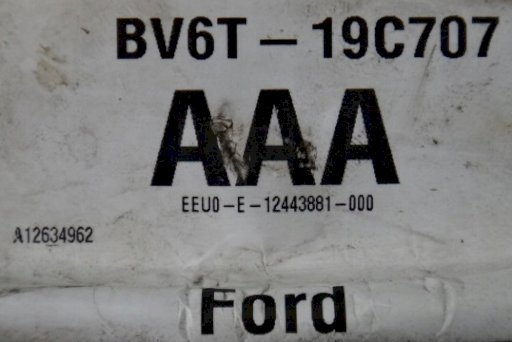 BV6T-19C707
AAA
EEU0-E-12443881-000
A12634962
Ford